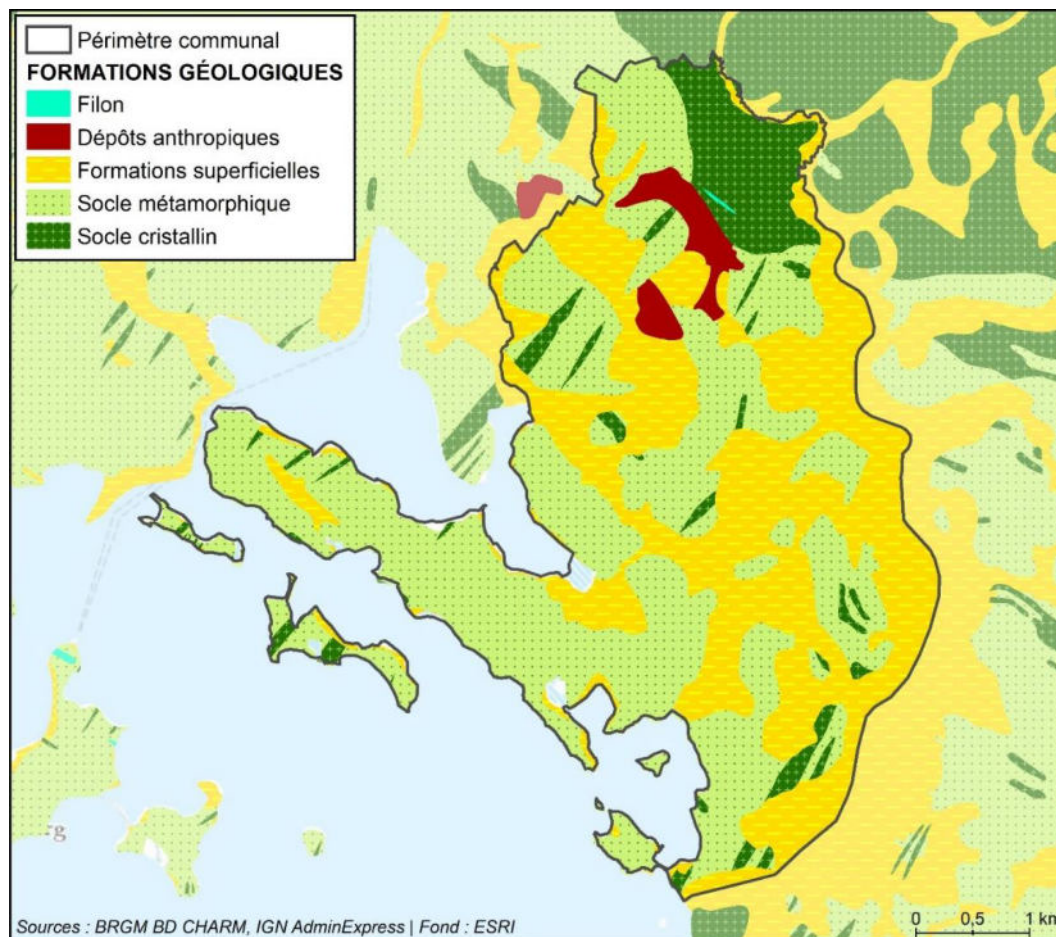 Périmètre communal
FORMATIONS GÉOLOGIQUES
Filon
Dépôts anthropiques
Formations superficielles
Socle métamorphique
Socle cristallin
rg
Sources : BRGM BD CHARM, IGN AdminExpress | Fond : ESRI
0 0,5 1 km